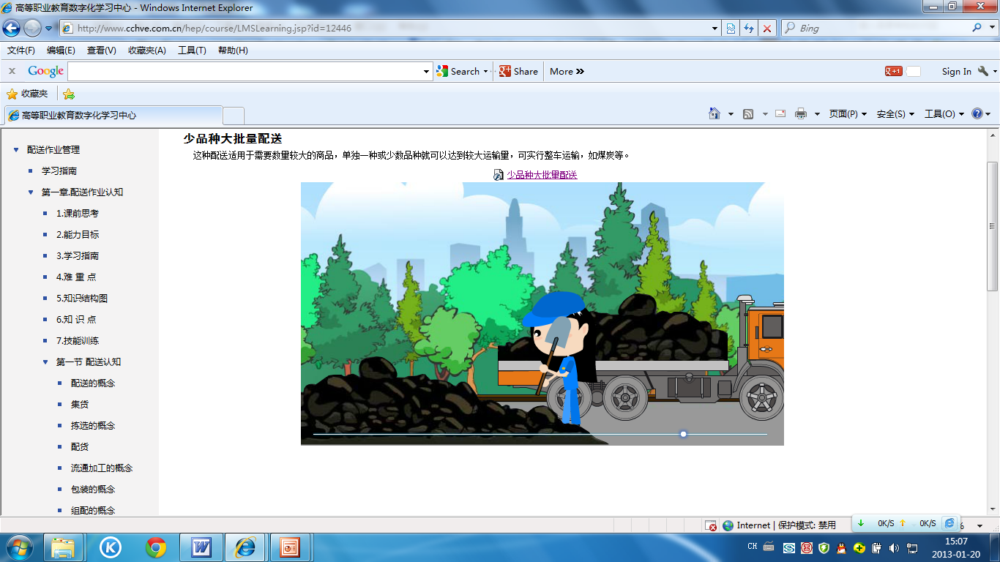 高等职业教育数字化学习中心 - Windows Internet Explorer
http://www.cchve.com.cn/hep/course/LMSLearning.jsp?id=12446
Bing
文件(F) 编辑(E) 查看(V) 收藏夹(A) 工具(T) 帮助(H)
x Google Search Share More »
+1 Sign In
收藏夹
高等职业教育数字化学习中心
页面(P) 安全(S) 工具(O)
配送作业管理
学习指南
第一章.配送作业认知
1.课前思考
2.能力目标
3.学习指南
4.难 重 点
5.知识结构图
6.知 识 点
7.技能训练
第一节 配送认知
配送的概念
集货
拣选的概念
配货
流通加工的概念
包装的概念
组配的概念
少品种大批量配送
这种配送适用于需要数量较大的商品，单独一种或少数品种就可以达到较大运输量，可实行整车运输，如煤炭等。
少品种大批量配送
Internet | 保护模式: 禁用
0K/S 0K/S
%
CH
15:07
2013-01-20